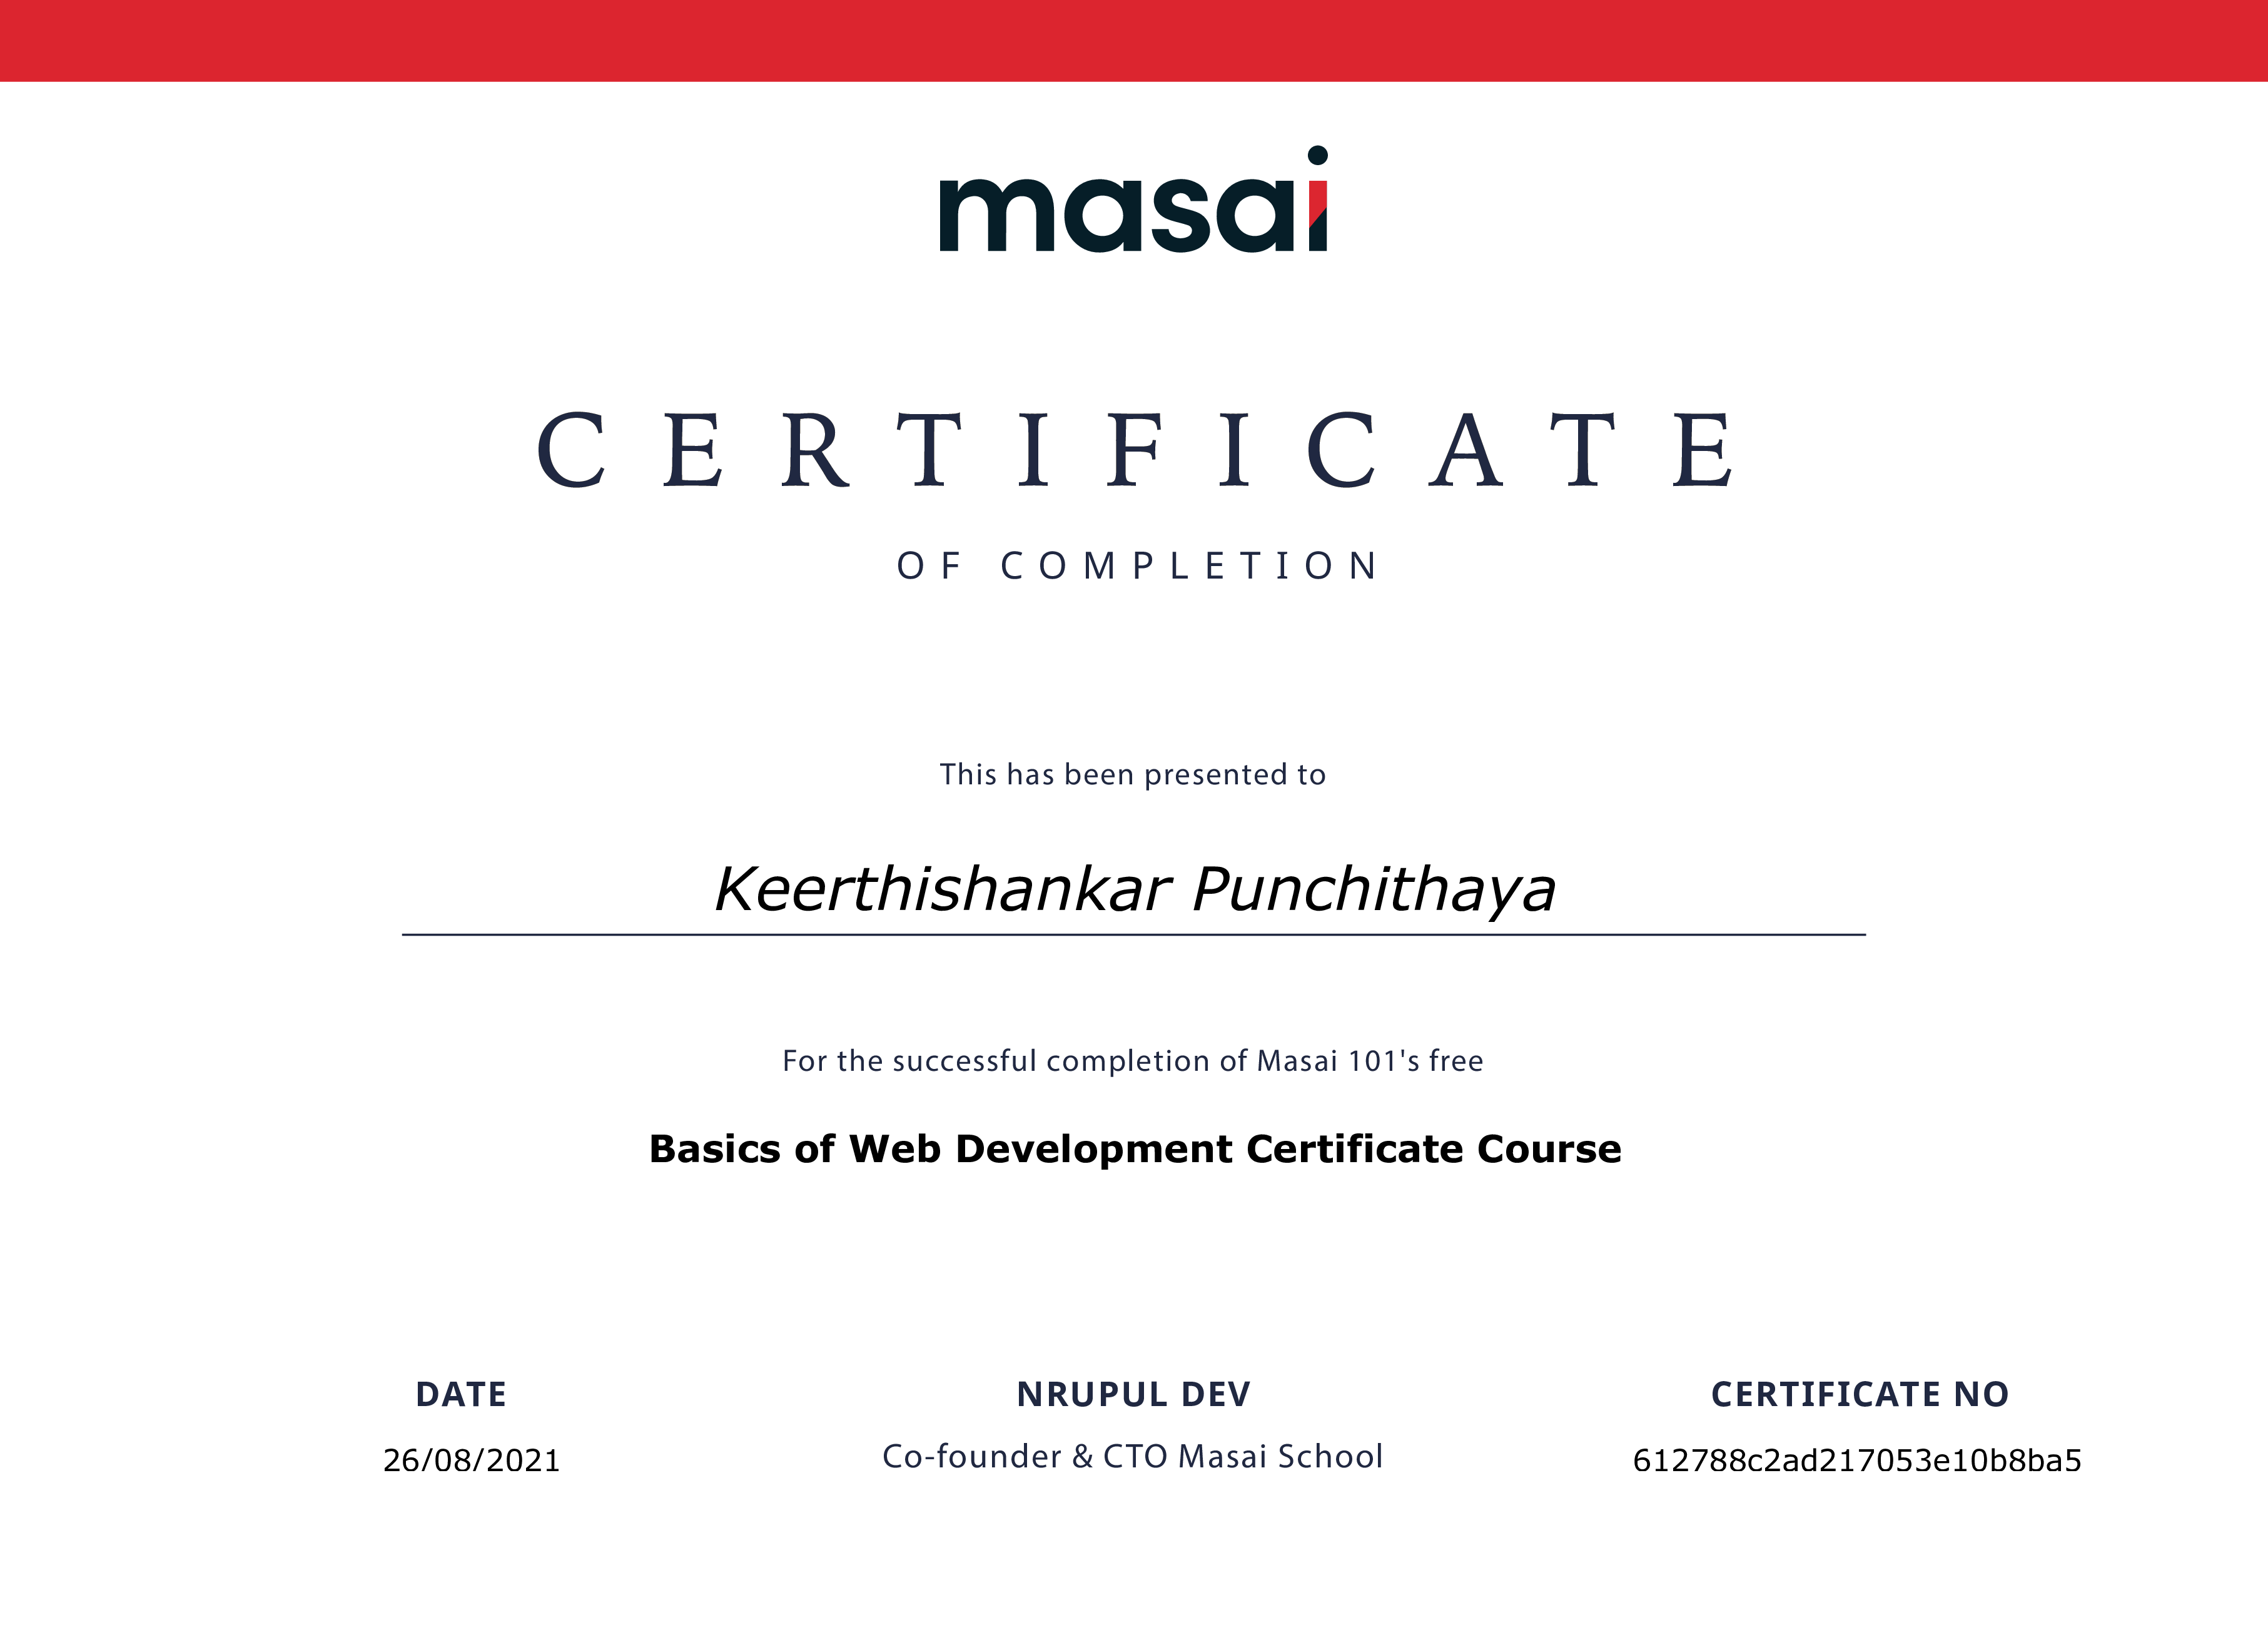 masai
CERTIFICATE
OF COMPLETION
This has been presented to
Keerthishankar Punchithaya
For the successful completion of Masai 101's free
Basics of Web Development Certificate Course
DATE
26/08/2021
NRUPUL DEV
Co-founder & CTO Masai School
CERTIFICATE NO
612788c2ad217053e10b8ba5